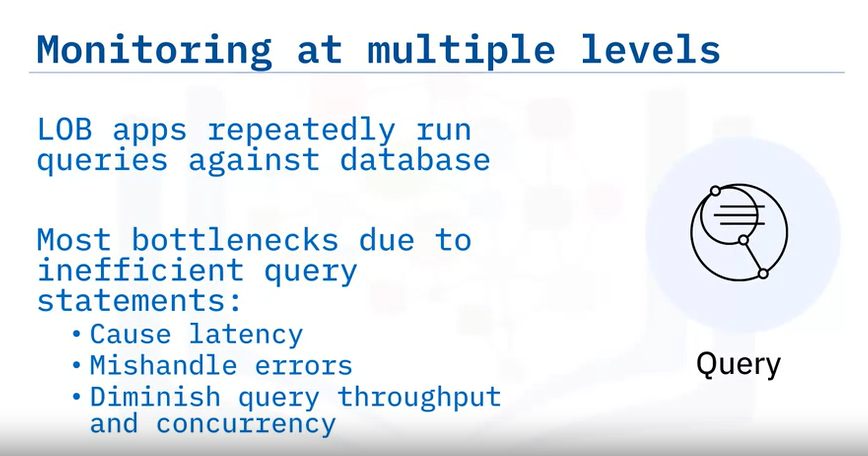 Monitoring at multiple levels
LOB apps repeatedly run
queries against database
Most bottlenecks due to
inefficient query
statements:
• Cause latency
• Mishandle errors
• Diminish query throughput
and concurrency
Query